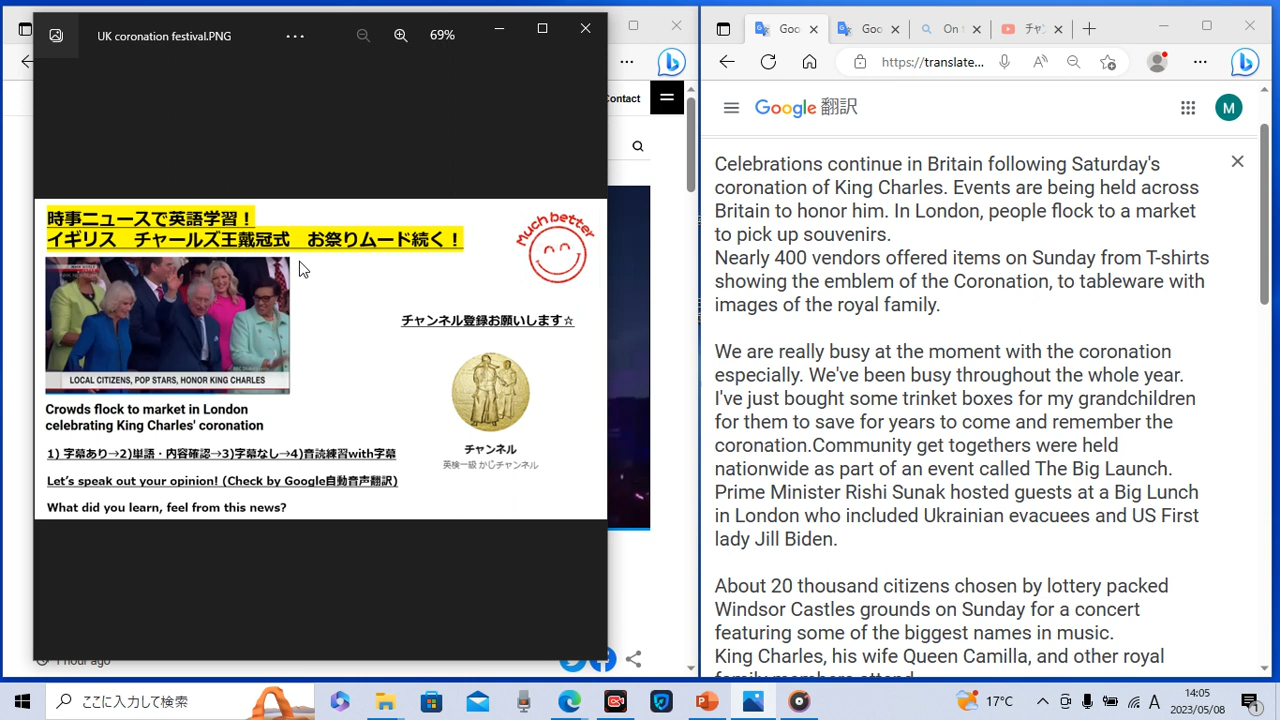 UK coronation festival.PNG
69%
Contact
時事ニュースで英語学習！
イギリス　チャールズ王戴冠式　お祭りムード続く！
Much better
LOCAL CITIZENS, POP STARS, HONOR KING CHARLES
チャンネル登録お願いします☆
Crowds flock to market in London
celebrating King Charles' coronation
チャンネル
英検一級 かじチャンネル
1) 字幕あり→2)単語・内容確認→3)字幕なし→4)音読練習with字幕
Let's speak out your opinion! (Check by Google自動音声翻訳)
What did you learn, feel from this news?
1 hour ago
Goo
Goo
On t
チャン
https://translate...
Google 翻訳
M
Celebrations continue in Britain following Saturday's
coronation of King Charles. Events are being held across
Britain to honor him. In London, people flock to a market
to pick up souvenirs.
Nearly 400 vendors offered items on Sunday from T-shirts
showing the emblem of the Coronation, to tableware with
images of the royal family.
We are really busy at the moment with the coronation
especially. We've been busy throughout the whole year.
I've just bought some trinket boxes for my grandchildren
for them to save for years to come and remember the
coronation.Community get togethers were held
nationwide as part of an event called The Big Launch.
Prime Minister Rishi Sunak hosted guests at a Big Lunch
in London who included Ukrainian evacuees and US First
lady Jill Biden.
About 20 thousand citizens chosen by lottery packed
Windsor Castles grounds on Sunday for a concert
featuring some of the biggest names in music.
King Charles, his wife Queen Camilla, and other royal
family members attend
ここに入力して検索
17°C
A
14:05
2023/05/08
1